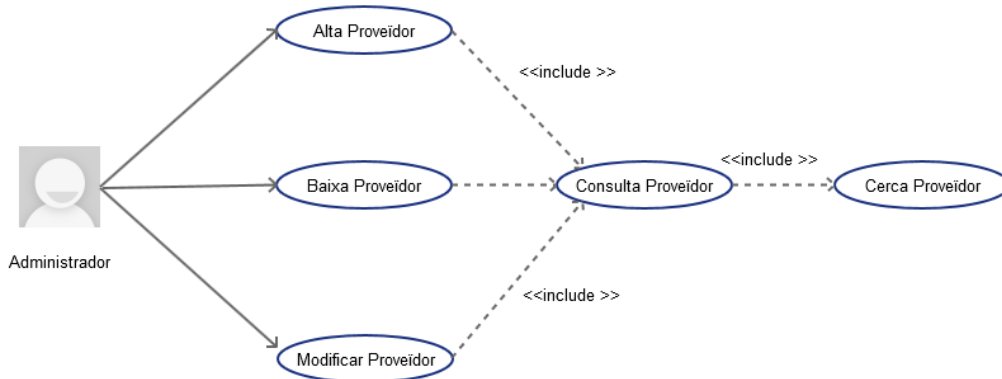 Alta Proveïdor
<<include >>
<<include >>
Baixa Proveïdor
Consulta Proveïdor
Cerca Proveïdor
Administrador
<<include >>
Modificar Proveïdor